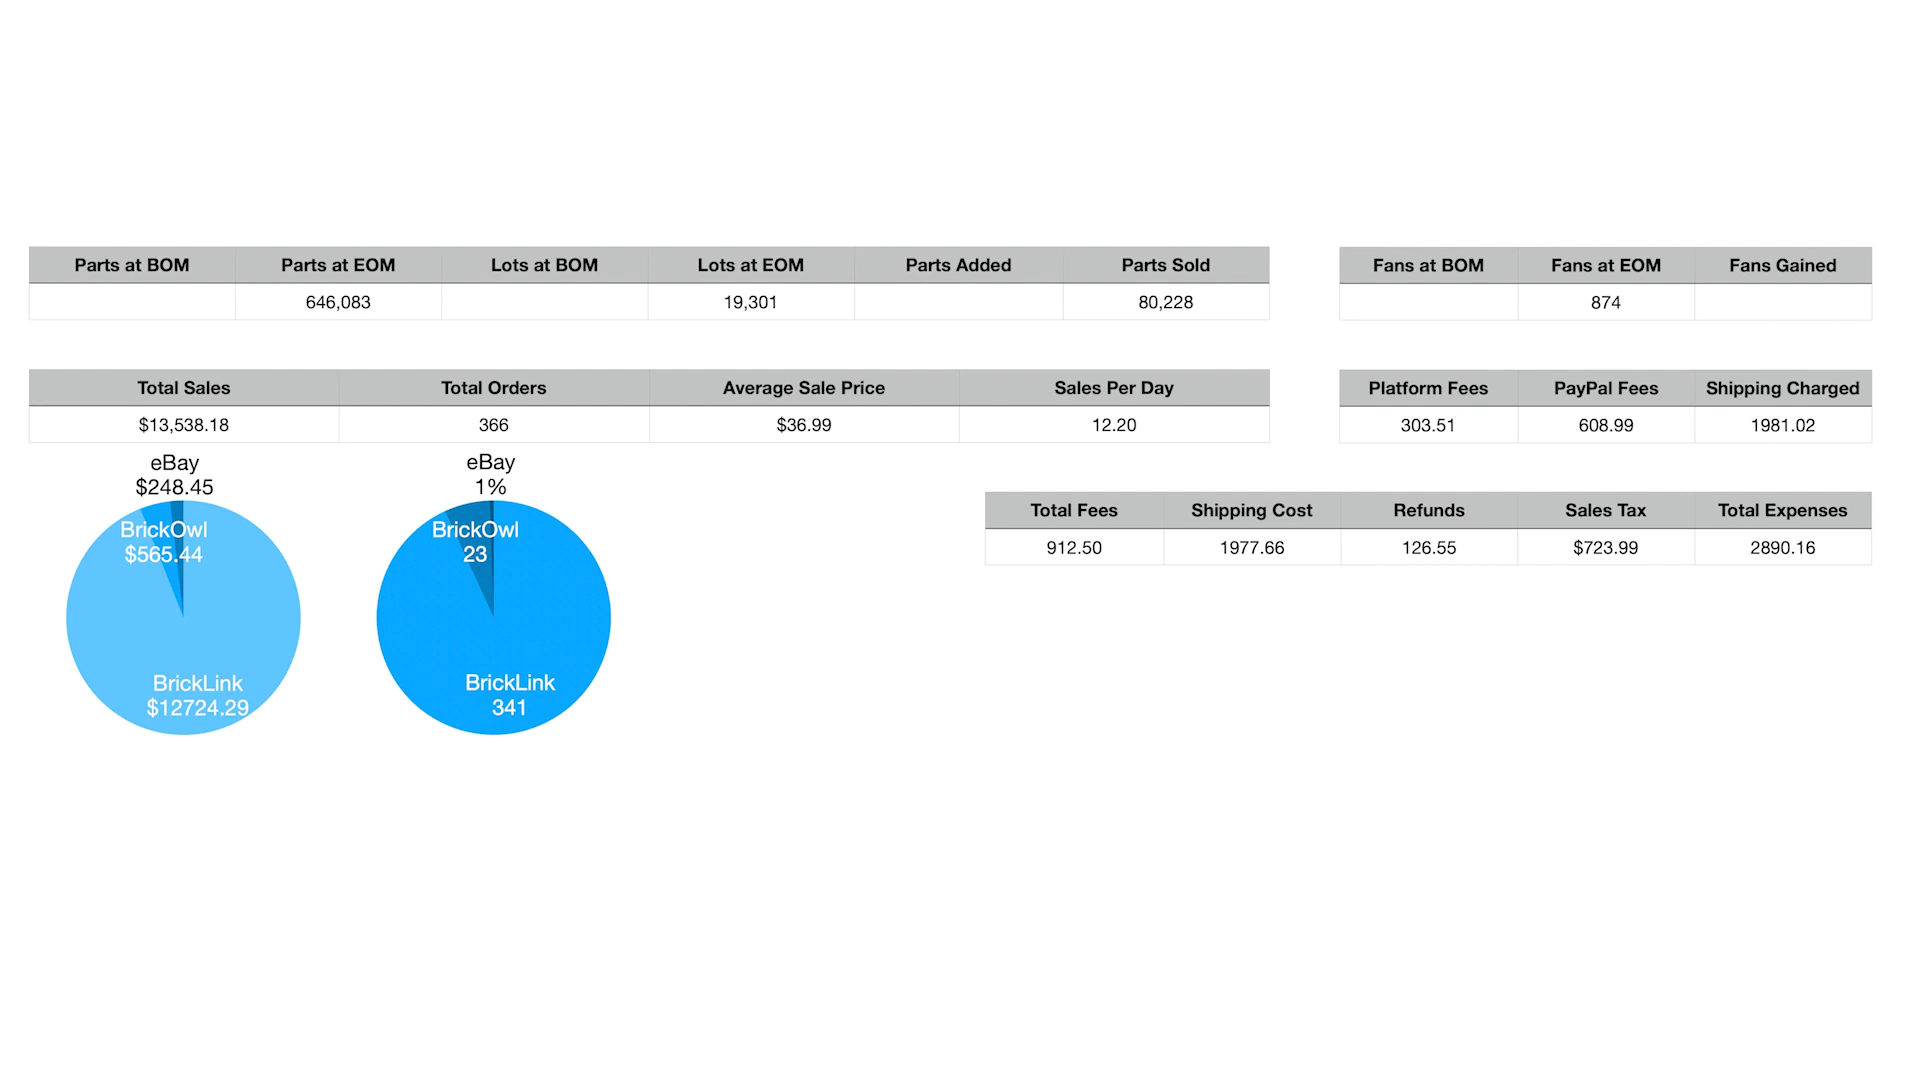 Parts at BOM Parts at EOM Lots at BOM Lots at EOM Parts Added Parts Sold
646,083 19,301 80,228
Fans at BOM Fans at EOM Fans Gained
874
Total Sales Total Orders Average Sale Price Sales Per Day
$13,538.18 366 $36.99 12.20
Platform Fees PayPal Fees Shipping Charged
303.51 608.99 1981.02
eBay
$248.45
BrickOwl
$565.44
BrickLink
$12724.29
eBay
1%
BrickOwl
23
BrickLink
341
Total Fees Shipping Cost Refunds Sales Tax Total Expenses
912.50 1977.66 126.55 $723.99 2890.16